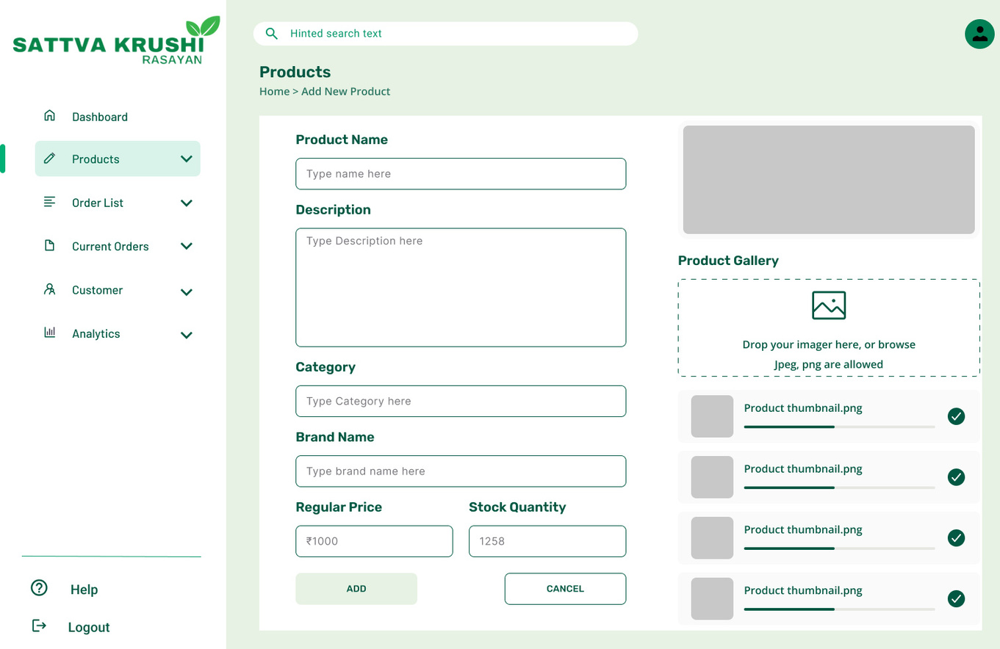 SATTVA KRUSHI
RASAYAN
Dashboard
Products
Order List
Current Orders
Customer
Analytics
Help
Logout
Hinted search text
Products
Home > Add New Product
Product Name
Type name here
Description
Type Description here
Category
Type Category here
Brand Name
Type brand name here
Regular Price
Stock Quantity
₹1000
1258
ADD
CANCEL
Product Gallery
Drop your imager here, or browse
Jpeg, png are allowed
Product thumbnail.png
Product thumbnail.png
Product thumbnail.png
Product thumbnail.png